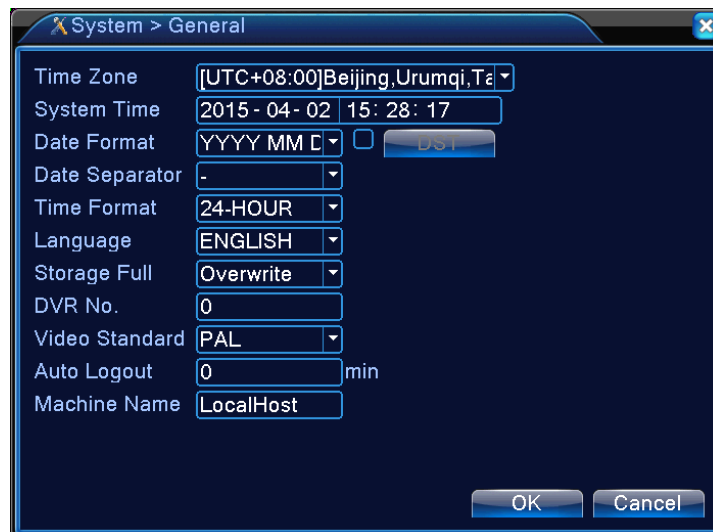 System > General
Time Zone [UTC+08:00]Beijing,Urumqi,Ta
System Time 2015 - 04 - 02 15: 28: 17
Date Format YYYY MM D DST
Date Separator -
Time Format 24-HOUR
Language ENGLISH
Storage Full Overwrite
DVR No. 0
Video Standard PAL
Auto Logout 0 min
Machine Name LocalHost
OK Cancel